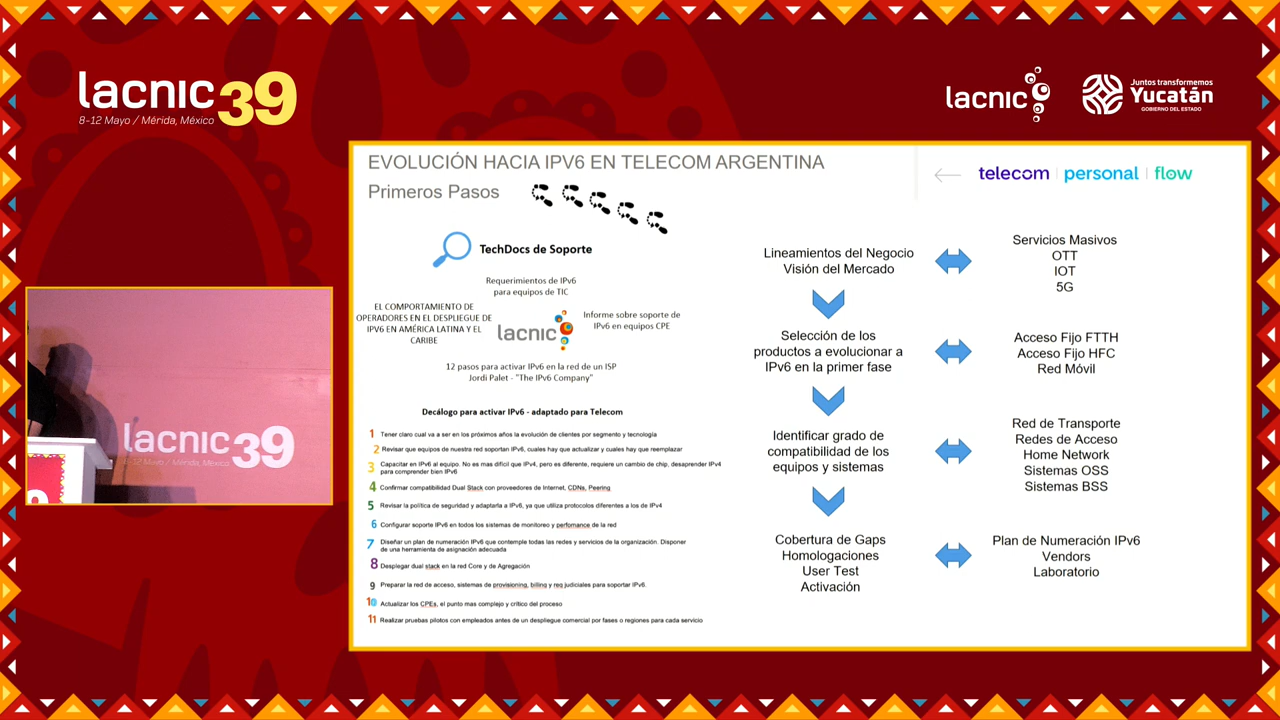 lacnic 39
8-12 Mayo / Mérida, México
lacnic
Juntos transformemos
Yucatán
GOBIERNO DEL ESTADO
EVOLUCIÓN HACIA IPV6 EN TELECOM ARGENTINA
Primeros Pasos
telecom | personal | flow
TechDocs de Soporte
Requerimientos de IPv6
para equipos de TIC
EL COMPORTAMIENTO DE
OPERADORES EN EL DESPLIEGUE DE
IPV6 EN AMÉRICA LATINA Y EL
CARIBE
lacnic
Informe sobre soporte de
IPv6 en equipos CPE
12 pasos para activar IPv6 en la red de un ISP
Jordi Palet - "The IPv6 Company"
Decálogo para activar IPv6 - adaptado para Telecom
1 Tener claro cual va a ser en los próximos años la evolución de clientes por segmento y tecnología
2 Revisar que equipos de nuestra red soportan IPv6, cuales hay que actualizar y cuales hay que reemplazar
3 Capacitar en IPv6 al equipo. No es mas difícil que IPv4, pero es diferente, requiere un cambio de chip, desaprender IPv4
para comprender bien IPv6
4 Confirmar compatibilidad Dual Stack con proveedores de Internet, CDNs, Peering
5 Revisar la política de seguridad y adaptarla a IPv6, ya que utiliza protocolos diferentes a los de IPv4
6 Configurar soporte IPv6 en todos los sistemas de monitoreo y perfomance de la red
7 Diseñar un plan de numeración IPv6 que contemple todas las redes y servicios de la organización. Disponer
de una herramienta de asignación adecuada
8 Desplegar dual stack en la red Core y de Agregación
9 Preparar la red de acceso, sistemas de provisioning, billing y req judiciales para soportar IPv6.
10 Actualizar los CPEs, el punto mas complejo y crítico del proceso
11 Realizar pruebas pilotos con empleados antes de un despliegue comercial por fases o regiones para cada servicio
Lineamientos del Negocio
Visión del Mercado
Servicios Masivos
OTT
IOT
5G
Selección de los
productos a evolucionar a
IPv6 en la primer fase
Acceso Fijo FTTH
Acceso Fijo HFC
Red Móvil
Identificar grado de
compatibilidad de los
equipos y sistemas
Red de Transporte
Redes de Acceso
Home Network
Sistemas OSS
Sistemas BSS
Cobertura de Gaps
Homologaciones
User Test
Activación
Plan de Numeración IPv6
Vendors
Laboratorio
lacnic 39
8-12 Mayo / Mérida, México